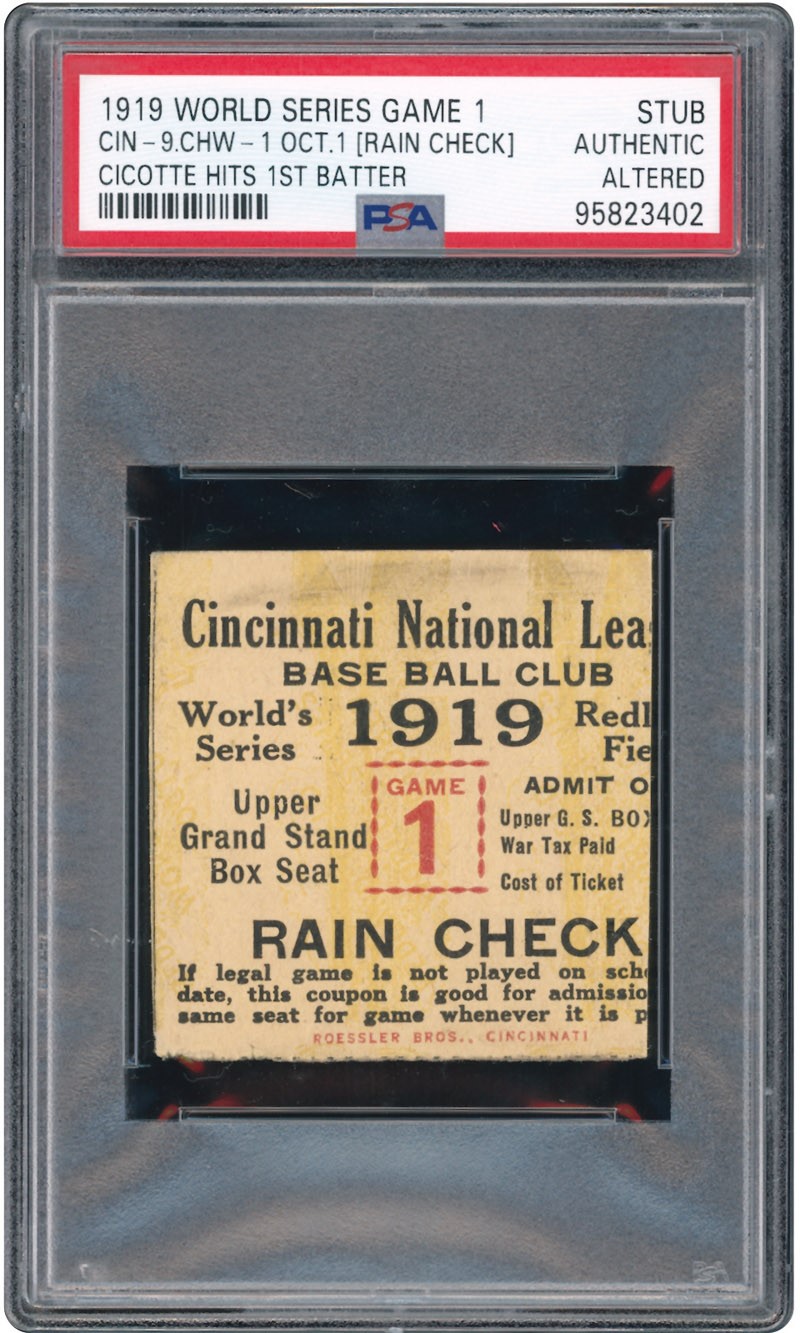 1919 WORLD SERIES GAME 1 STUB
CIN-9.CHW-1 OCT.1 [RAIN CHECK] AUTHENTIC
CICOTTE HITS 1ST BATTER ALTERED
PSA 95823402
Cincinnati National Lea
BASE BALL CLUB
World's Series 1919 Redl
Fie
Upper
Grand Stand
Box Seat
GAME
1
ADMIT O
Upper G. S. BOX
War Tax Paid
Cost of Ticket
RAIN CHECK
If legal game is not played on sche
date, this coupon is good for admissio
same seat for game whenever it is p
ROESSLER BROS., CINCINNATI
PSA